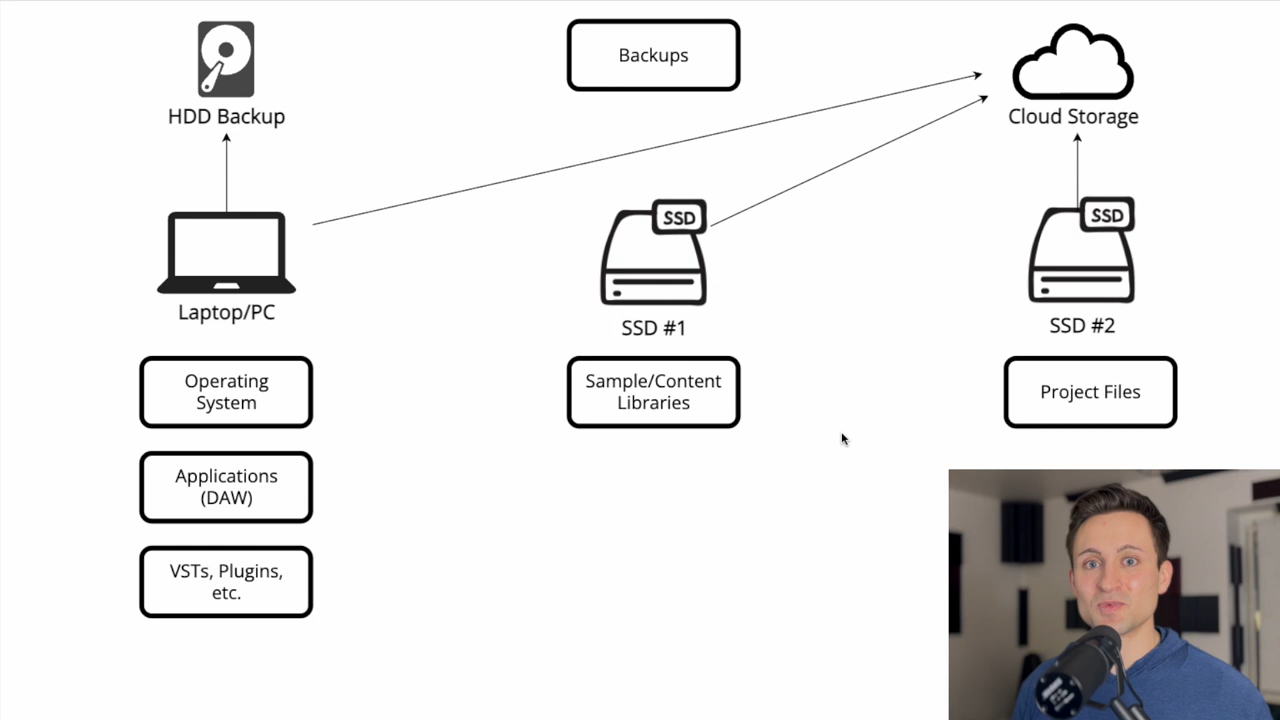 Backups
HDD Backup
Cloud Storage
SSD
SSD
Laptop/PC
SSD #1
SSD #2
Operating
System
Sample/Content
Libraries
Project Files
Applications
(DAW)
VSTs, Plugins,
etc.